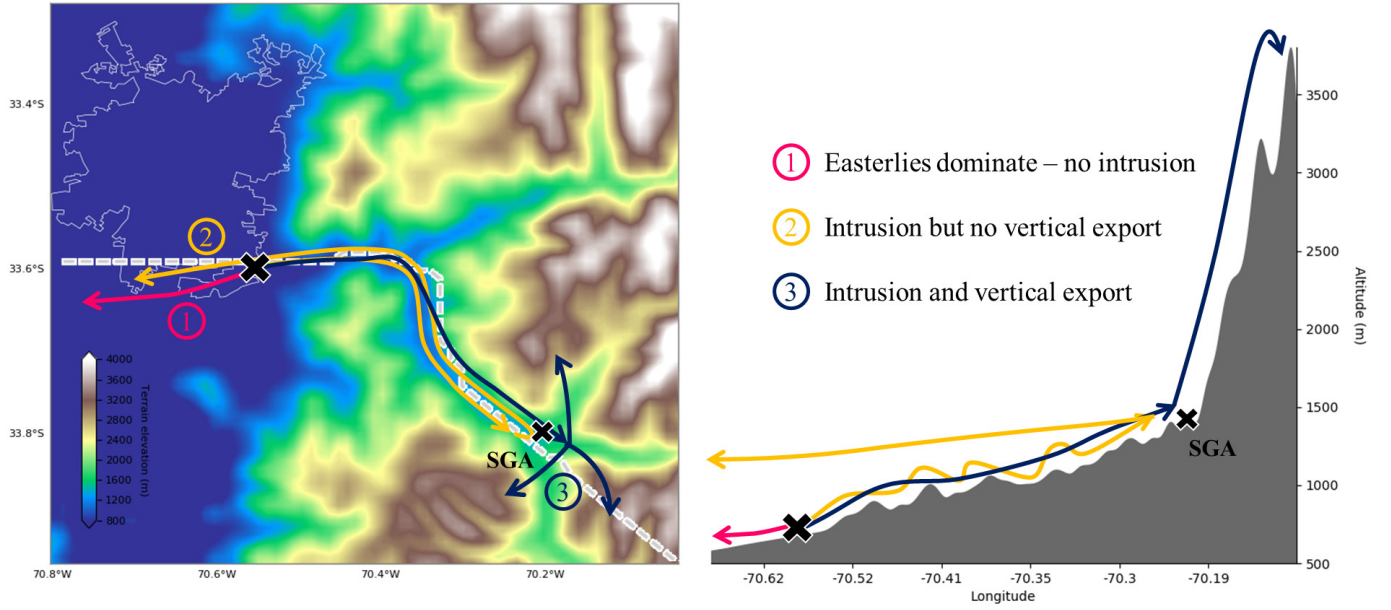 33.4°S
33.6°S
33.8°S
70.8°W
70.6°W
70.4°W
70.2°W
2
1
3
SGA
4000
3600
3200
2800
2400
2000
1600
1200
800
Terrain elevation (m)
1 Easterlies dominate – no intrusion
2 Intrusion but no vertical export
3 Intrusion and vertical export
SGA
3500
3000
2500
2000
1500
1000
500
Altitude (m)
-70.62
-70.52
-70.41
-70.35
-70.3
-70.19
Longitude